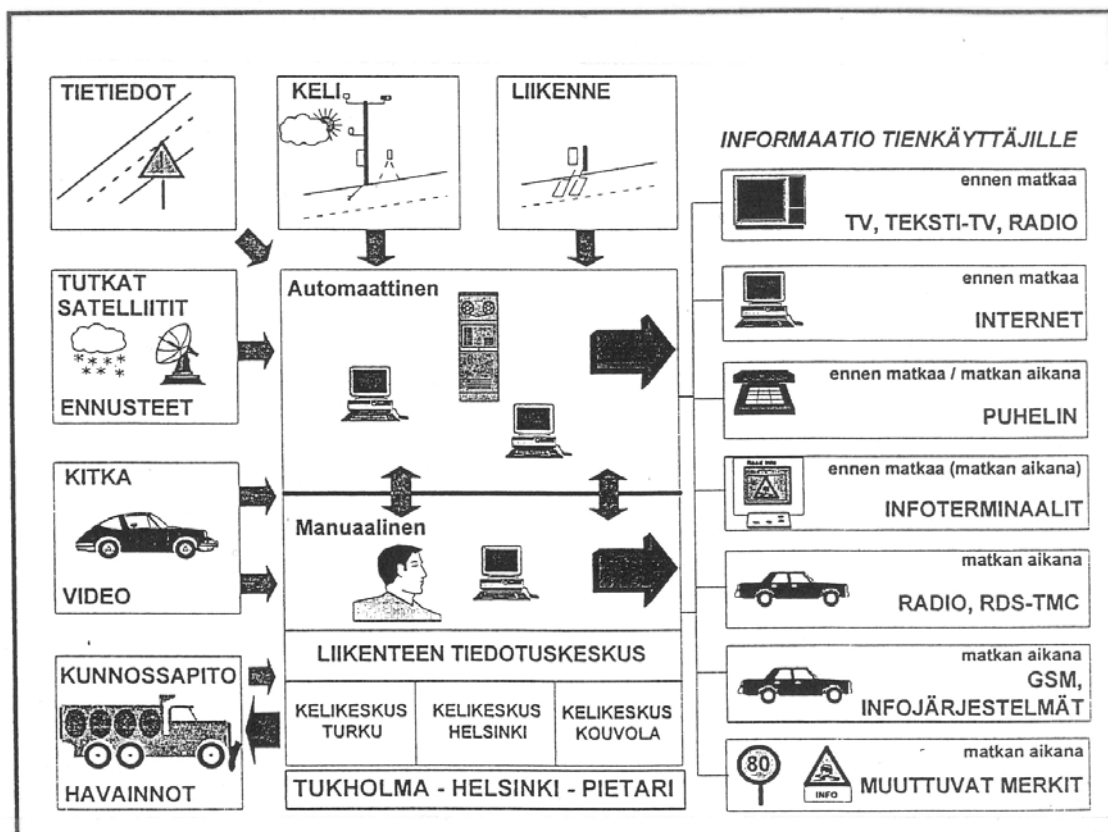 TIETIEDOT
KELI
LIIKENNE
INFORMAATIO TIENKÄYTTÄJILLE
ennen matkaa
TV, TEKSTI-TV, RADIO
TUTKAT
SATELLIITIT
ENNUSTEET
Automaattinen
ennen matkaa
INTERNET
ennen matkaa / matkan aikana
PUHELIN
KITKA
VIDEO
Manuaalinen
Road info
ennen matkaa (matkan aikana)
INFOTERMINAALIT
matkan aikana
RADIO, RDS-TMC
KUNNOSSAPITO
HAVAINNOT
LIIKENTEEN TIEDOTUSKESKUS
KELIKESKUS
TURKU
KELIKESKUS
HELSINKI
KELIKESKUS
KOUVOLA
TUKHOLMA - HELSINKI - PIETARI
matkan aikana
GSM,
INFOJÄRJESTELMÄT
80
INFO
matkan aikana
MUUTTUVAT MERKIT